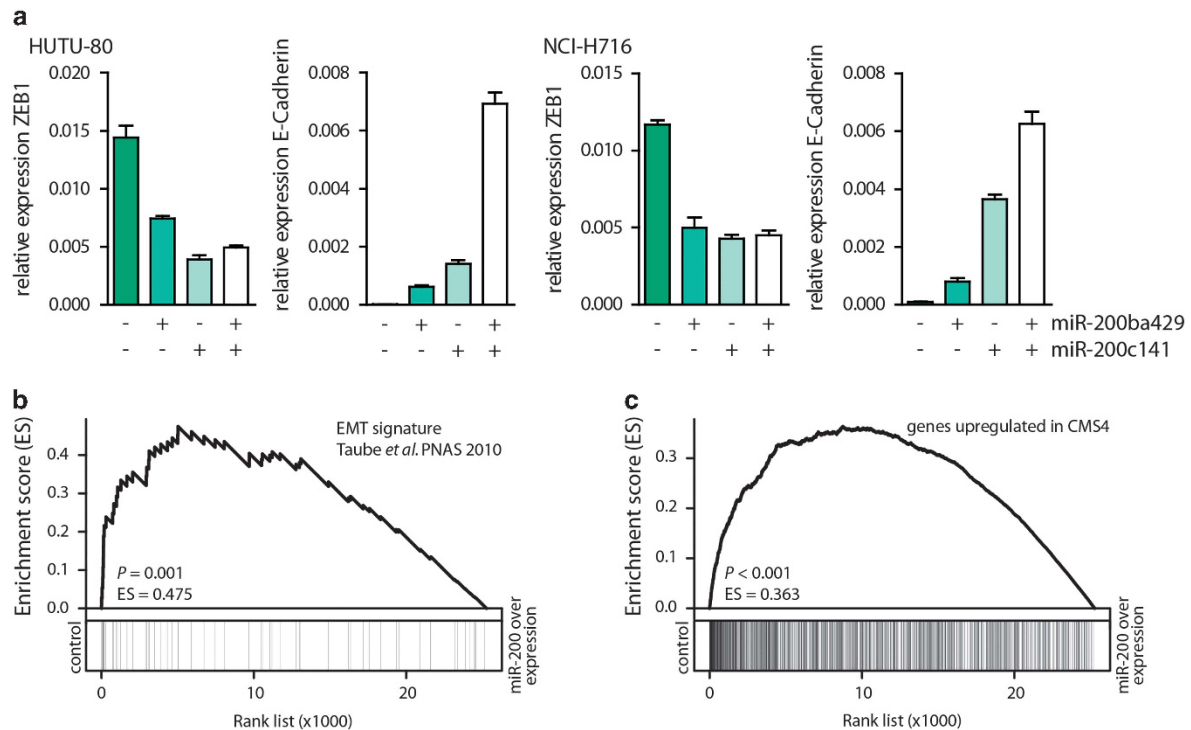 a
HUTU-80
relative expression ZEB1
0.020
0.015
0.010
0.005
0.000
relative expression E-Cadherin
0.008
0.006
0.004
0.002
0.000
NCI-H716
relative expression ZEB1
0.015
0.010
0.005
0.000
relative expression E-Cadherin
0.008
0.006
0.004
0.002
0.000
- + - + - + - + - + - + - + - + miR-200ba429
- - + + - - + + - - + + - - + + miR-200c141
b
Enrichment score (ES)
0.4
0.3
0.2
0.1
0.0
EMT signature
Taube et al. PNAS 2010
P = 0.001
ES = 0.475
control
miR-200 over
expression
0 10 20
Rank list (x1000)
c
Enrichment score (ES)
0.3
0.2
0.1
0.0
genes upregulated in CMS4
P < 0.001
ES = 0.363
control
miR-200 over
expression
0 10 20
Rank list (x1000)